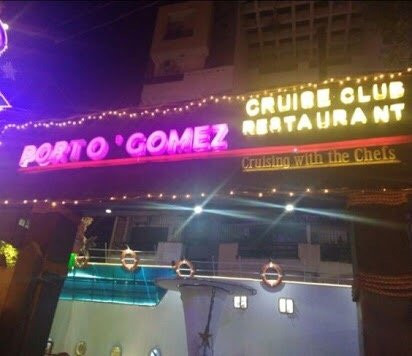 PORTO 'GOMEZ
CRUISE CLUB
RESTAURANT
Cruising with the Chefs